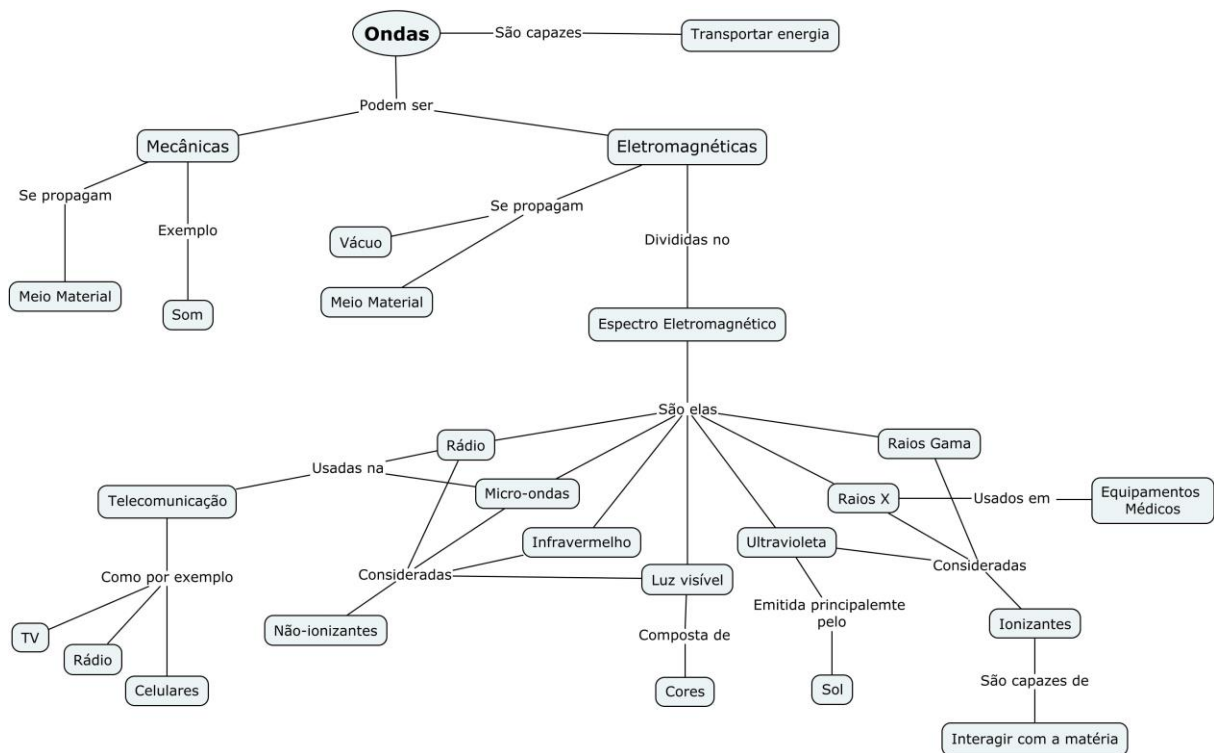 Ondas
São capazes
Transportar energia
Podem ser
Mecânicas
Eletromagnéticas
Se propagam
Exemplo
Meio Material
Som
Se propagam
Vácuo
Meio Material
Divididas no
Espectro Eletromagnético
São elas
Rádio
Raios Gama
Usadas na
Telecomunicação
Micro-ondas
Raios X
Usados em
Equipamentos
Médicos
Infravermelho
Ultravioleta
Como por exemplo
Consideradas
Luz visível
Consideradas
TV
Rádio
Celulares
Não-ionizantes
Composta de
Cores
Emitida principalemte
pelo
Sol
Ionizantes
São capazes de
Interagir com a matéria